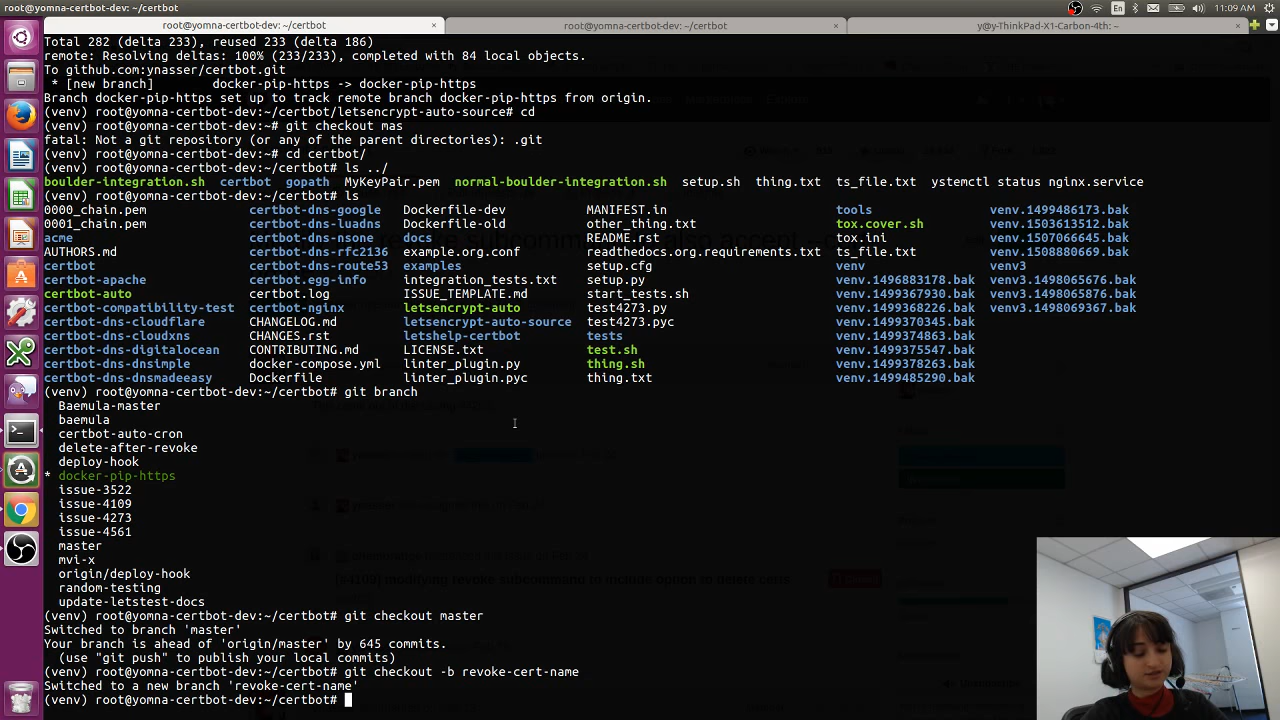 root@yomna-certbot-dev: ~/certbot 11:09 AM
root@yomna-certbot-dev: ~/certbot × root@yomna-certbot-dev: ~/certbot × y@y-ThinkPad-X1-Carbon-4th: ~ ×
Total 282 (delta 233), reused 233 (delta 186)
remote: Resolving deltas: 100% (233/233), completed with 84 local objects.
To github.com:ynasser/certbot.git
* [new branch] docker-pip-https -> docker-pip-https
Branch docker-pip-https set up to track remote branch docker-pip-https from origin.
(venv) root@yomna-certbot-dev:~/certbot/letsencrypt-auto-source# cd
(venv) root@yomna-certbot-dev:~# git checkout mas
fatal: Not a git repository (or any of the parent directories): .git
(venv) root@yomna-certbot-dev:~# cd certbot/
(venv) root@yomna-certbot-dev:~/certbot# ls ../
boulder-integration.sh certbot gopath MyKeyPair.pem normal-boulder-integration.sh setup.sh thing.txt ts_file.txt ystemctl status nginx.service
(venv) root@yomna-certbot-dev:~/certbot# ls
0000_chain.pem certbot-dns-google Dockerfile-dev MANIFEST.in tools venv.1499486173.bak
0001_chain.pem certbot-dns-luadns Dockerfile-old other_thing.txt tox.cover.sh venv.1503613512.bak
acme certbot-dns-nsone docs README.rst tox.ini venv.1507066645.bak
AUTHORS.md certbot-dns-rfc2136 example.org.conf readthedocs.org.requirements.txt ts_file.txt venv.1508880669.bak
certbot certbot-dns-route53 examples setup.cfg venv venv3
certbot-apache certbot.egg-info integration_tests.txt setup.py venv.1496883178.bak venv3.1498065676.bak
certbot-auto certbot.log ISSUE_TEMPLATE.md start_tests.sh venv.1499367930.bak venv3.1498065876.bak
certbot-compatibility-test certbot-nginx letsencrypt-auto test4273.py venv.1499368226.bak venv3.1498069367.bak
certbot-dns-cloudflare CHANGELOG.md letsencrypt-auto-source test4273.pyc venv.1499370345.bak
certbot-dns-cloudxns CHANGES.rst letshelp-certbot tests venv.1499374863.bak
certbot-dns-digitalocean CONTRIBUTING.md LICENSE.txt test.sh venv.1499375547.bak
certbot-dns-dnsimple docker-compose.yml linter_plugin.py thing.sh venv.1499378263.bak
certbot-dns-dnsmadeeasy Dockerfile linter_plugin.pyc thing.txt venv.1499485290.bak
(venv) root@yomna-certbot-dev:~/certbot# git branch
Baemula-master
baemula
certbot-auto-cron
delete-after-revoke
deploy-hook
* docker-pip-https
issue-3522
issue-4109
issue-4273
issue-4561
master
mvi-x
origin/deploy-hook
random-testing
update-letstest-docs
(venv) root@yomna-certbot-dev:~/certbot# git checkout master
Switched to branch 'master'
Your branch is ahead of 'origin/master' by 645 commits.
(use "git push" to publish your local commits)
(venv) root@yomna-certbot-dev:~/certbot# git checkout -b revoke-cert-name
Switched to a new branch 'revoke-cert-name'
(venv) root@yomna-certbot-dev:~/certbot#
revoke subcommand
also accept
[#4109] modifying revoke subcommand to include option to delete certs